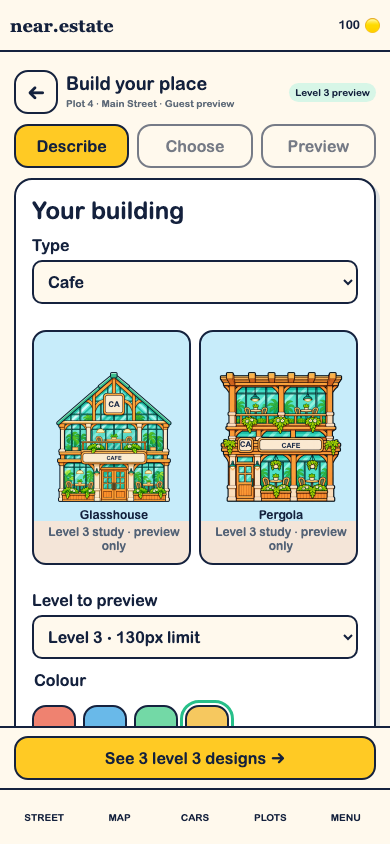 near.estate
100
Build your place
Plot 4 · Main Street · Guest preview
Level 3 preview
Describe
Choose
Preview
Your building
Type
Cafe
CA
CAFE
CA
CAFE
Glasshouse
Level 3 study · preview only
Pergola
Level 3 study · preview only
Level to preview
Level 3 · 130px limit
Colour
See 3 level 3 designs →
STREET
MAP
CARS
PLOTS
MENU